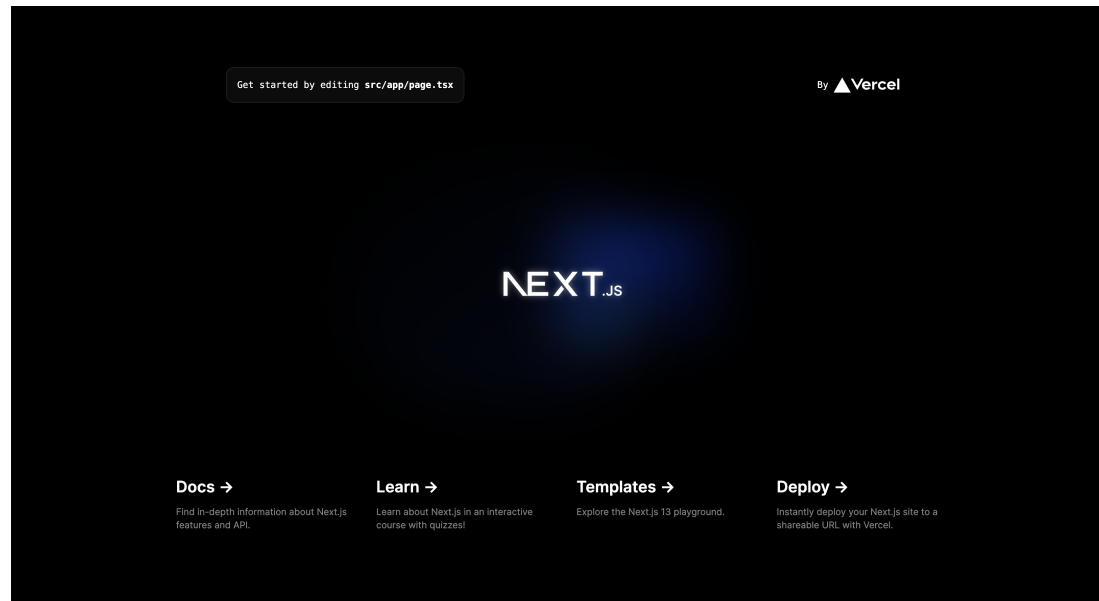 Get started by editing src/app/page.tsx
By Vercel
NEXT.JS
Docs ->
Find in-depth information about Next.js
features and API.
Learn ->
Learn about Next.js in an interactive
course with quizzes!
Templates ->
Explore the Next.js 13 playground.
Deploy ->
Instantly deploy your Next.js site to a
shareable URL with Vercel.